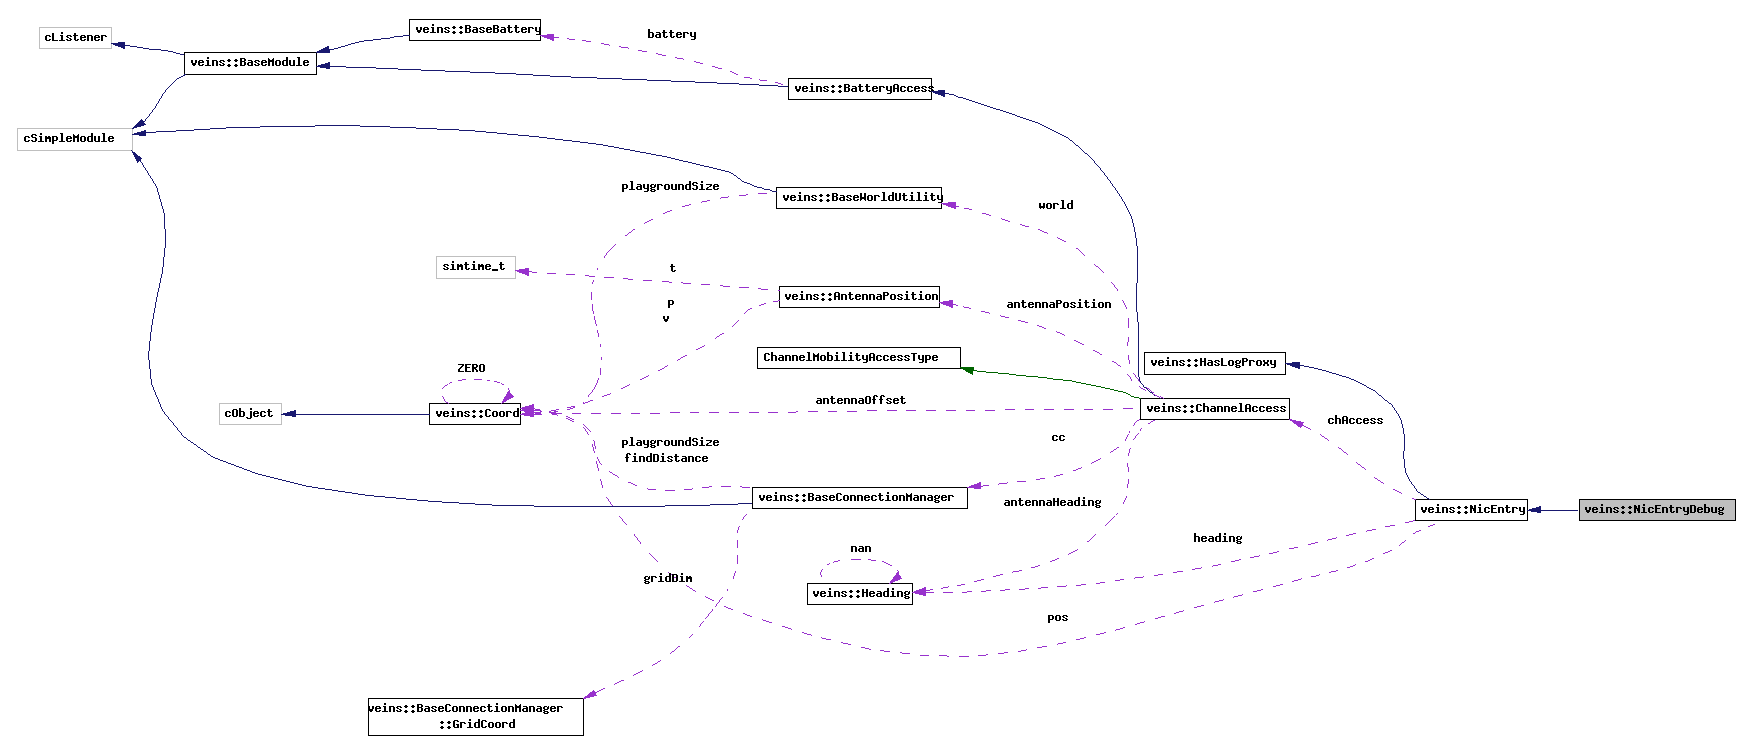 veins::BaseBattery
battery
cListener
veins::BaseModule
veins::BatteryAccess
cSimpleModule
playgroundSize
veins::BaseWorldUtility
world
simtime_t
t
veins::AntennaPosition
p
v
antennaPosition
ChannelMobilityAccessType
veins::HasLogProxy
ZERO
antennaOffset
cObject
veins::Coord
veins::ChannelAccess
chAccess
playgroundSize
findDistance
cc
veins::BaseConnectionManager
antennaHeading
veins::NicEntry
veins::NicEntryDebug
nan
heading
gridDim
veins::Heading
pos
veins::BaseConnectionManager
::GridCoord